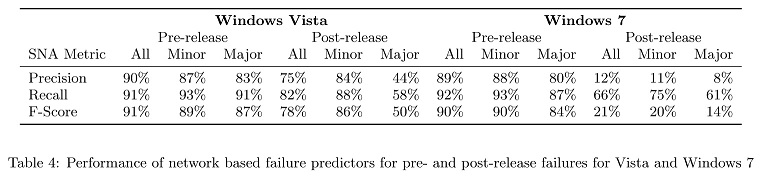 Windows Vista Windows 7
Pre-release Post-release Pre-release Post-release
SNA Metric All Minor Major All Minor Major All Minor Major All Minor Major
Precision 90% 87% 83% 75% 84% 44% 89% 88% 80% 12% 11% 8%
Recall 91% 93% 91% 82% 88% 58% 92% 93% 87% 66% 75% 61%
F-Score 91% 89% 87% 78% 86% 50% 90% 90% 84% 21% 20% 14%
Table 4: Performance of network based failure predictors for pre- and post-release failures for Vista and Windows 7